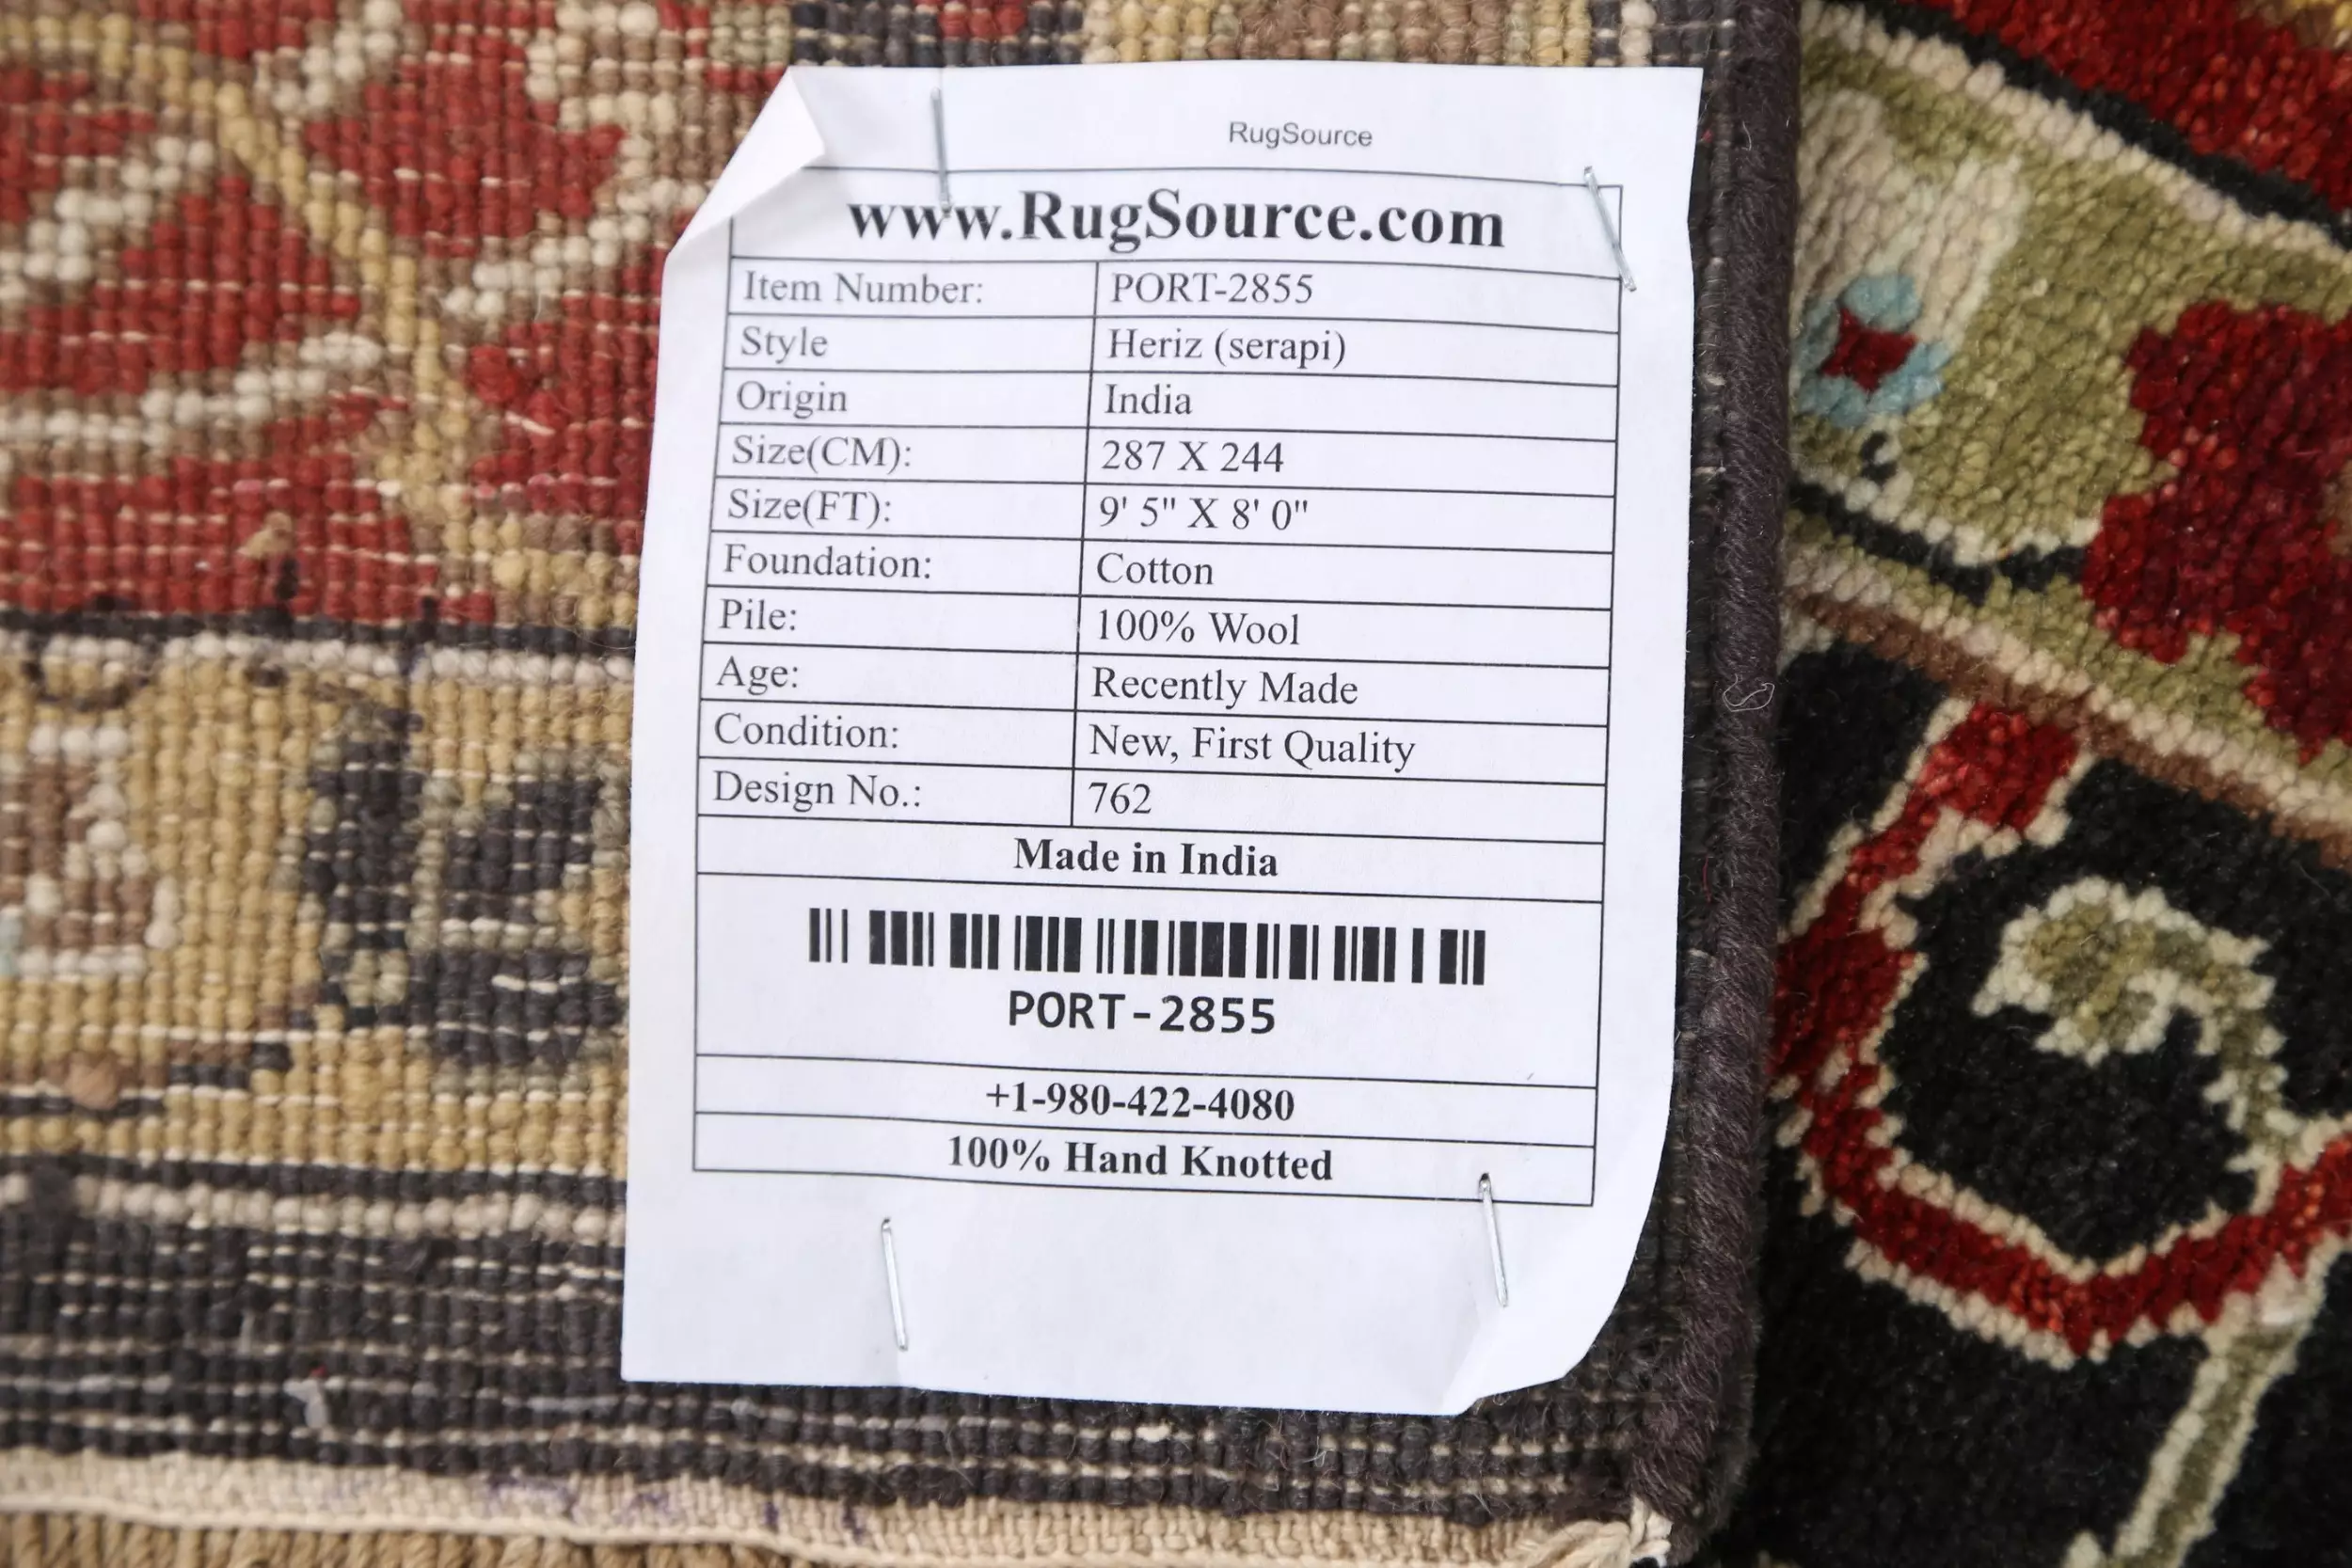 RugSource
www.RugSource.com
Item Number: PORT-2855
Style Heriz (serapi)
Origin India
Size(CM): 287 X 244
Size(FT): 9' 5" X 8' 0"
Foundation: Cotton
Pile: 100% Wool
Age: Recently Made
Condition: New, First Quality
Design No.: 762
Made in India
PORT-2855
+1-980-422-4080
100% Hand Knotted